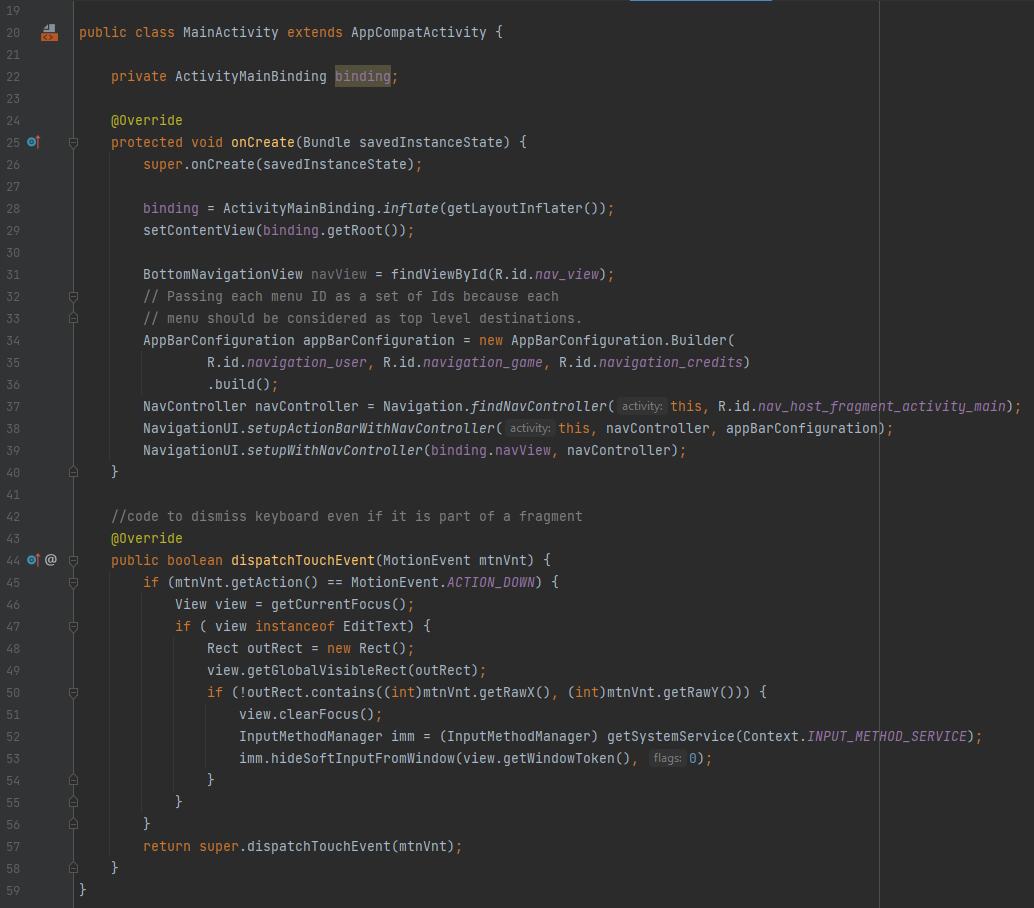 19
20 public class MainActivity extends AppCompatActivity {
21
22     private ActivityMainBinding binding;
23
24     @Override
25     protected void onCreate(Bundle savedInstanceState) {
26         super.onCreate(savedInstanceState);
27
28         binding = ActivityMainBinding.inflate(getLayoutInflater());
29         setContentView(binding.getRoot());
30
31         BottomNavigationView navView = findViewById(R.id.nav_view);
32         // Passing each menu ID as a set of Ids because each
33         // menu should be considered as top level destinations.
34         AppBarConfiguration appBarConfiguration = new AppBarConfiguration.Builder(
35                 R.id.navigation_user, R.id.navigation_game, R.id.navigation_credits)
36                 .build();
37         NavController navController = Navigation.findNavController( activity: this, R.id.nav_host_fragment_activity_main);
38         NavigationUI.setupActionBarWithNavController( activity: this, navController, appBarConfiguration);
39         NavigationUI.setupWithNavController(binding.navView, navController);
40     }
41
42     //code to dismiss keyboard even if it is part of a fragment
43     @Override
44 @   public boolean dispatchTouchEvent(MotionEvent mtnVnt) {
45         if (mtnVnt.getAction() == MotionEvent.ACTION_DOWN) {
46             View view = getCurrentFocus();
47             if ( view instanceof EditText) {
48                 Rect outRect = new Rect();
49                 view.getGlobalVisibleRect(outRect);
50                 if (!outRect.contains((int)mtnVnt.getRawX(), (int)mtnVnt.getRawY())) {
51                     view.clearFocus();
52                     InputMethodManager imm = (InputMethodManager) getSystemService(Context.INPUT_METHOD_SERVICE);
53                     imm.hideSoftInputFromWindow(view.getWindowToken(), flags: 0);
54                 }
55             }
56         }
57         return super.dispatchTouchEvent(mtnVnt);
58     }
59 }